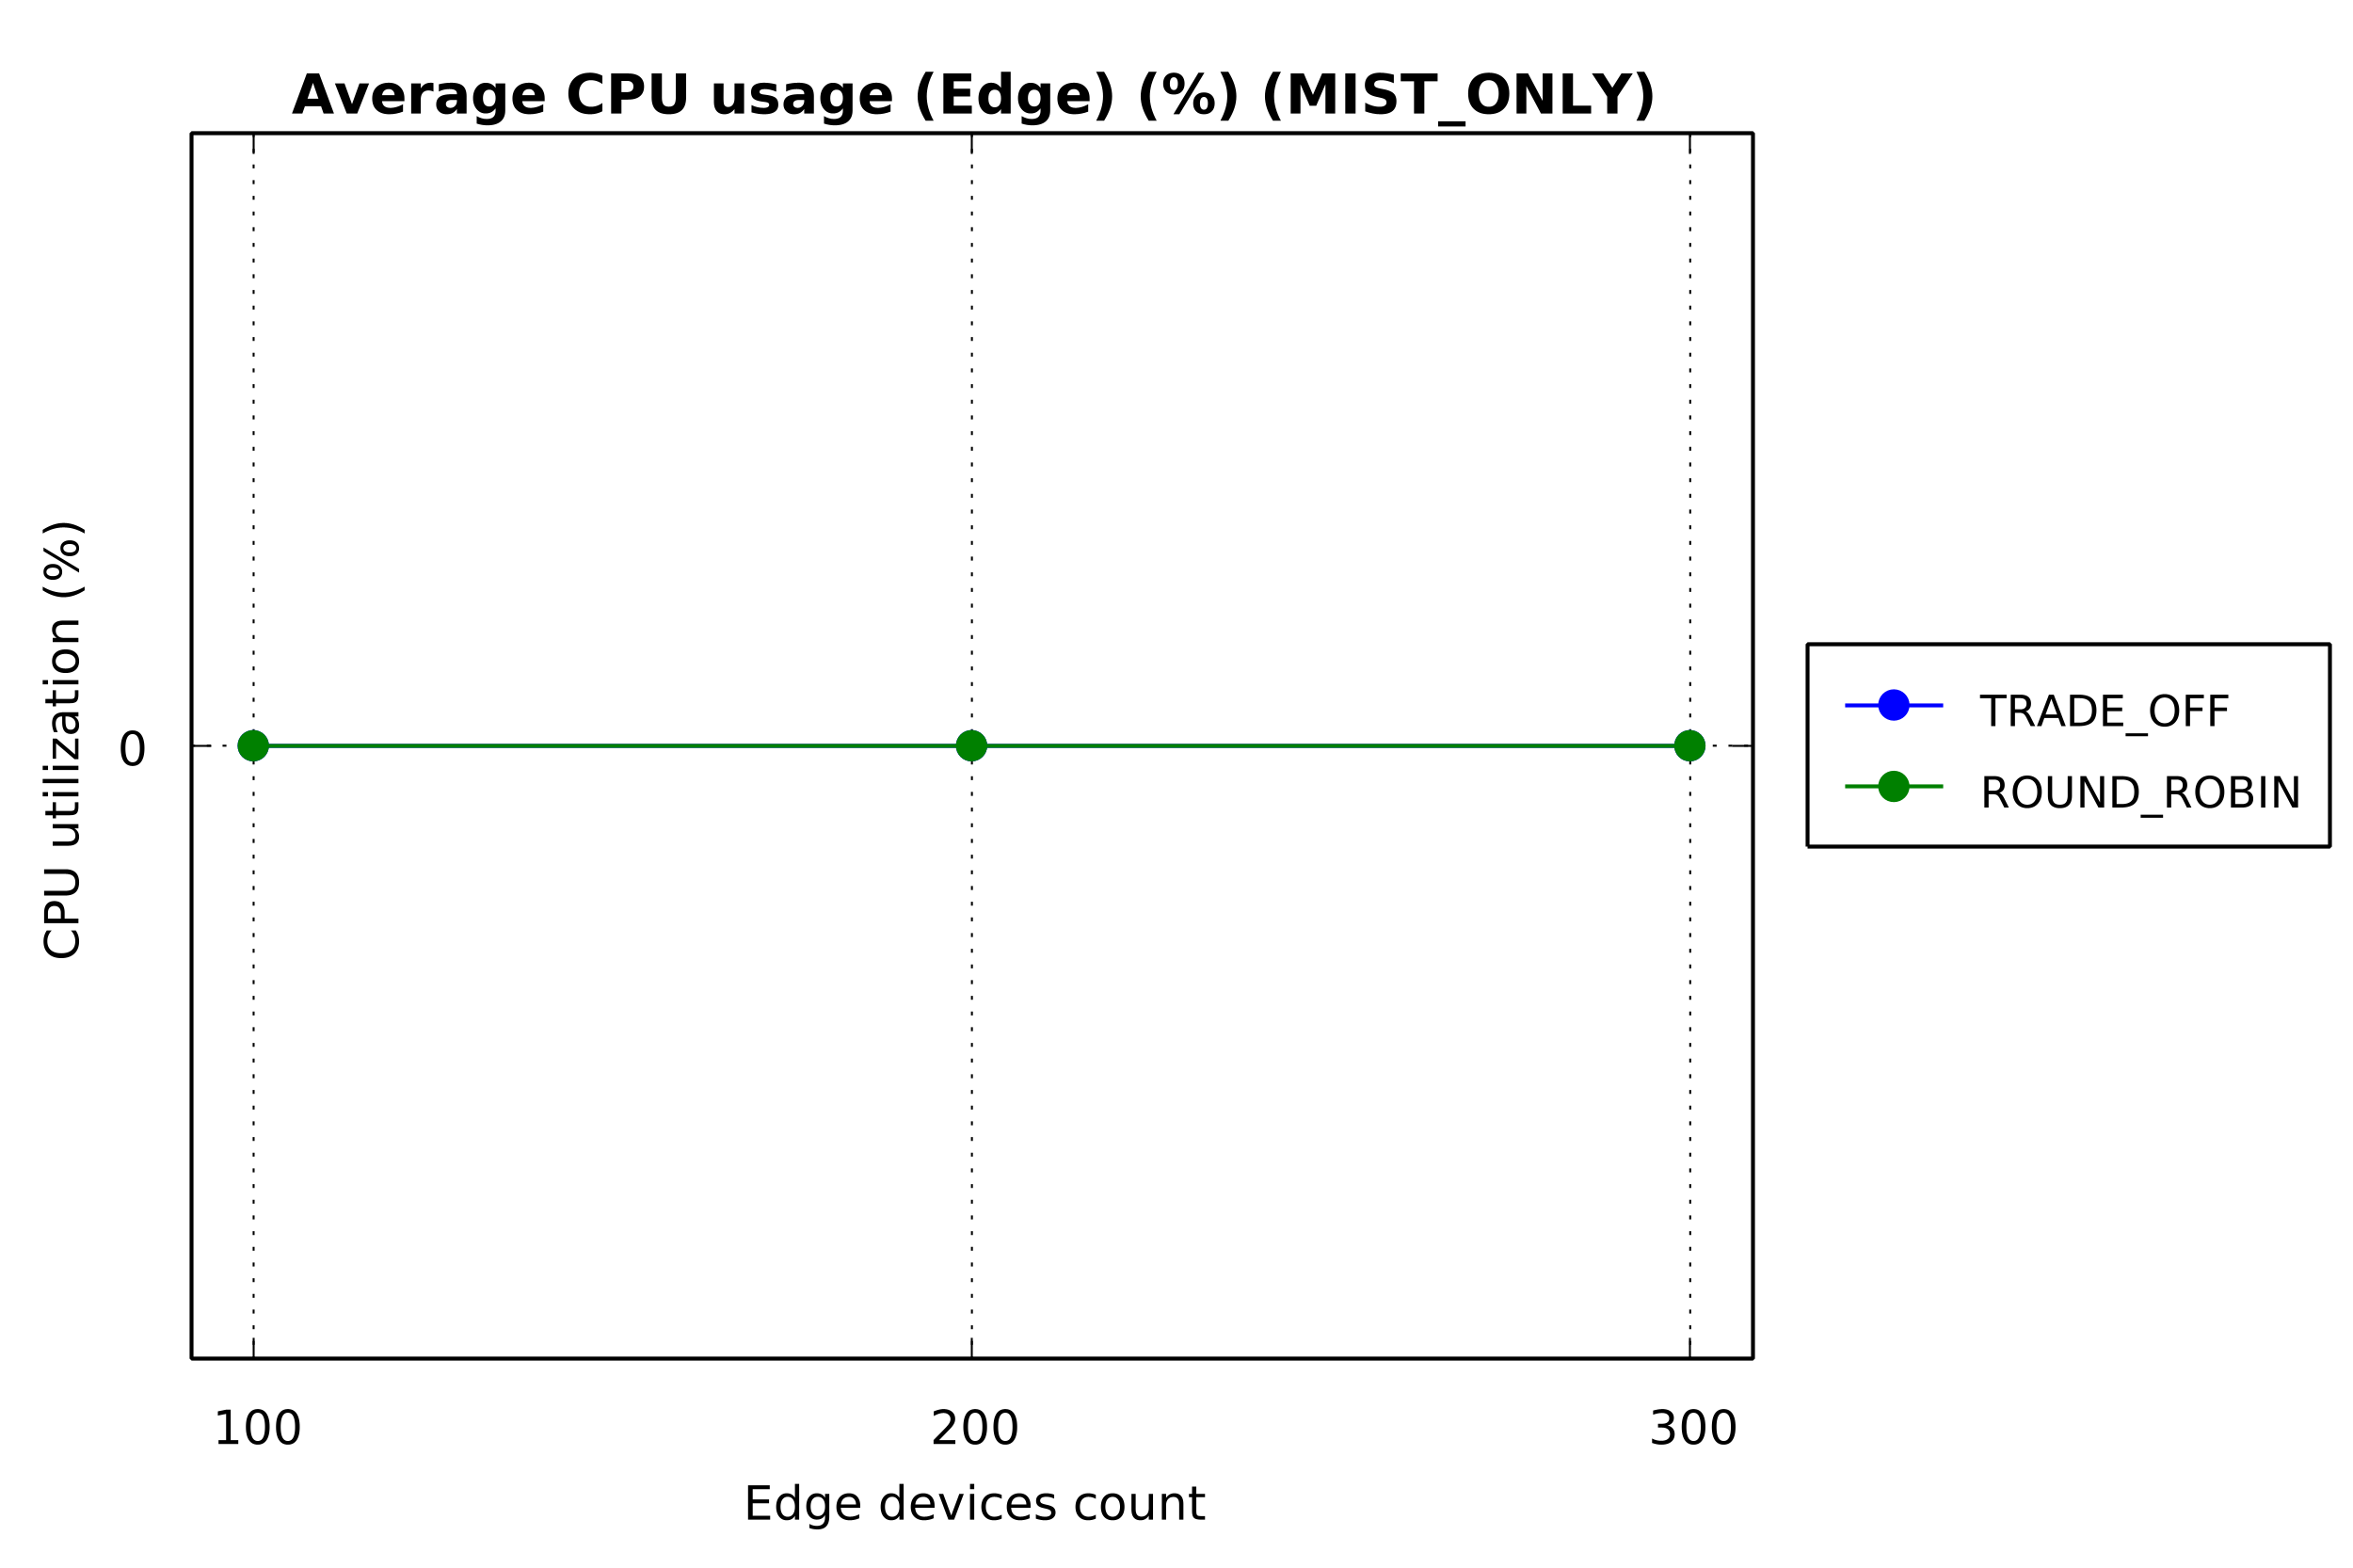 Average CPU usage (Edge) (%) (MIST_ONLY)
CPU utilization (%)
0
TRADE_OFF
ROUND_ROBIN
100 200 300
Edge devices count